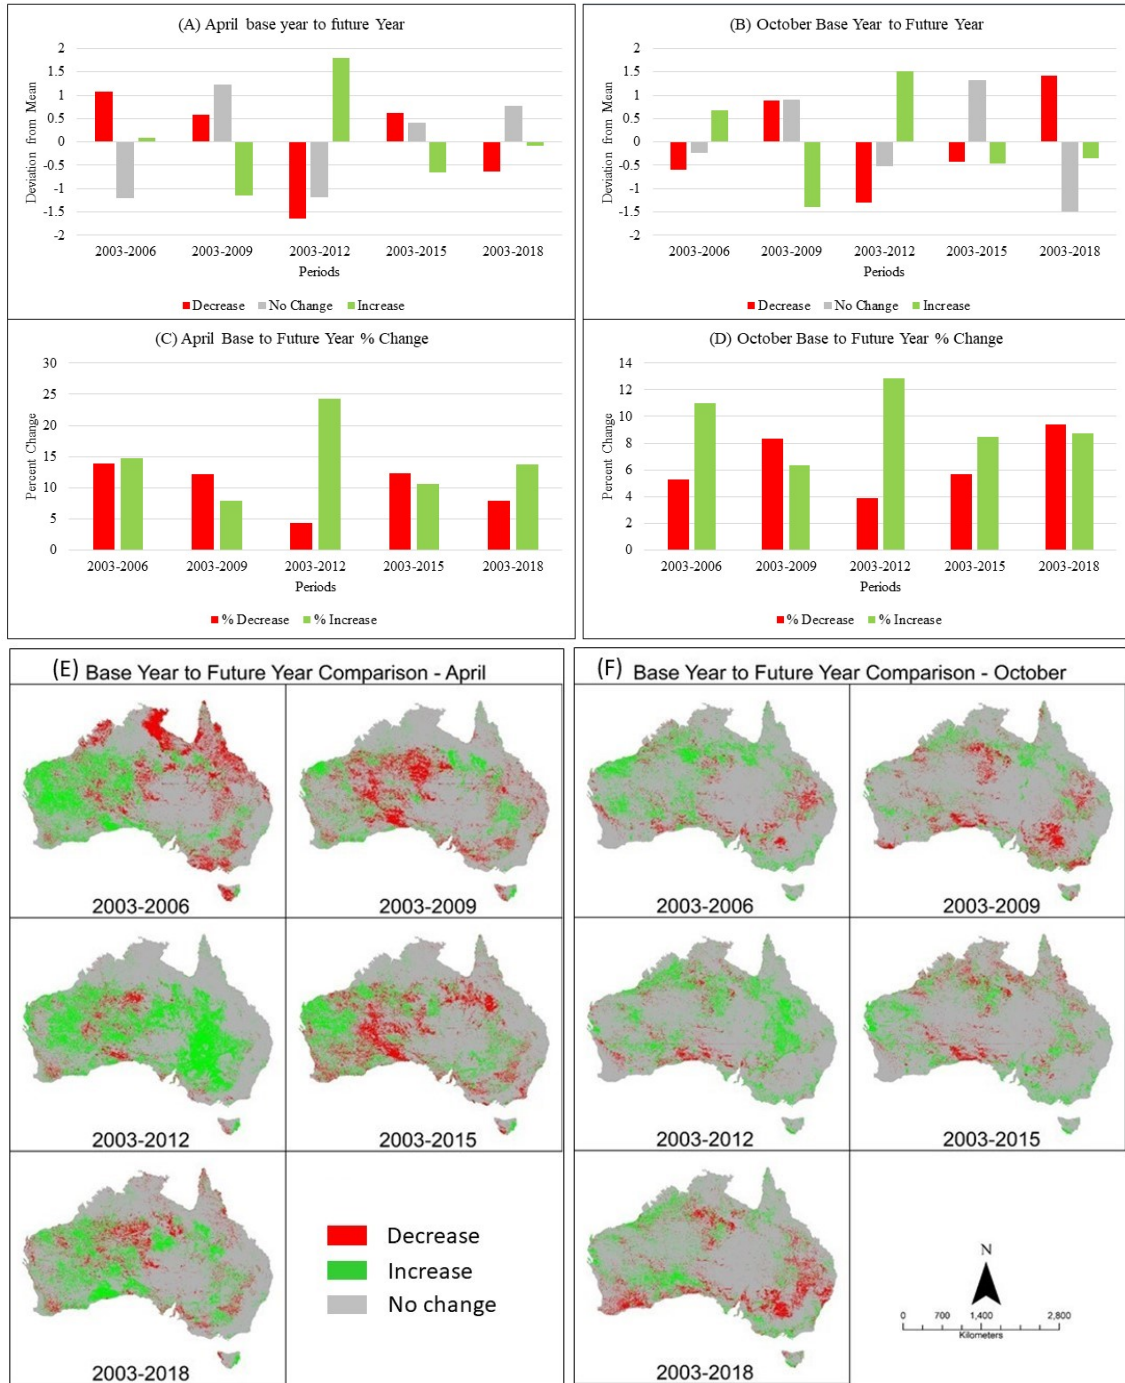 (A) April base year to future Year
Deviation from Mean
2
1.5
1
0.5
0
-0.5
-1
-1.5
-2
2003-2006 2003-2009 2003-2012 2003-2015 2003-2018
Periods
Decrease No Change Increase
(B) October Base Year to Future Year
Deviation from Mean
2
1.5
1
0.5
0
-0.5
-1
-1.5
-2
2003-2006 2003-2009 2003-2012 2003-2015 2003-2018
Periods
Decrease No Change Increase
(C) April Base to Future Year % Change
Percent Change
30
25
20
15
10
5
0
2003-2006 2003-2009 2003-2012 2003-2015 2003-2018
Periods
% Decrease % Increase
(D) October Base to Future Year % Change
Percent Change
14
12
10
8
6
4
2
0
2003-2006 2003-2009 2003-2012 2003-2015 2003-2018
Periods
% Decrease % Increase
(E) Base Year to Future Year Comparison - April
2003-2006 2003-2009
2003-2012 2003-2015
2003-2018
Decrease
Increase
No change
(F) Base Year to Future Year Comparison - October
2003-2006 2003-2009
2003-2012 2003-2015
2003-2018
N
0 700 1,400 2,800
Kilometers